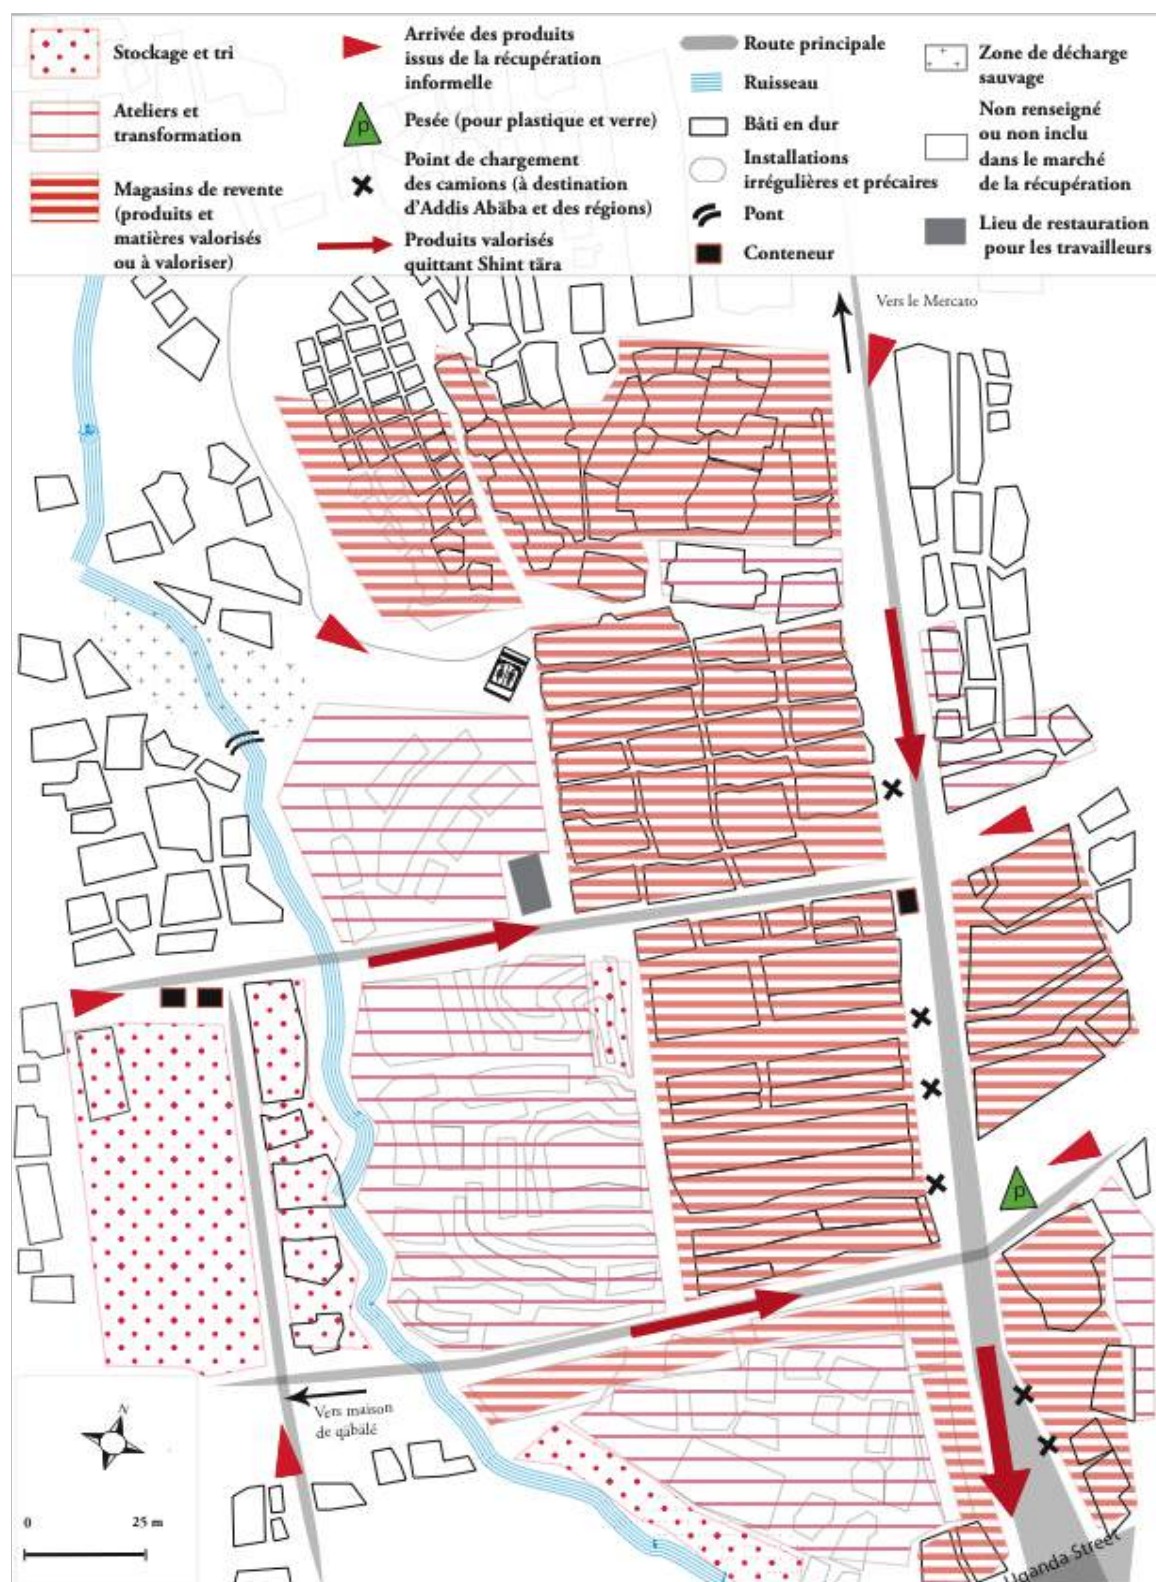 Stockage et tri
Ateliers et
transformation
Magasins de revente
(produits et
matières valorisés
ou à valoriser)
Arrivée des produits
issus de la récupération
informelle
P
Pesée (pour plastique et verre)
Point de chargement
des camions (à destination
d'Addis Abäba et des régions)
Produits valorisés
quittant Shint tära
Route principale
Ruisseau
Bâti en dur
Installations
irrégulières et précaires
Pont
Conteneur
Zone de décharge
sauvage
Non renseigné
ou non inclu
dans le marché
de la récupération
Lieu de restauration
pour les travailleurs
Vers le Mercato
P
Vers maison
de qäbälé
N
0 25 m
Uganda Street